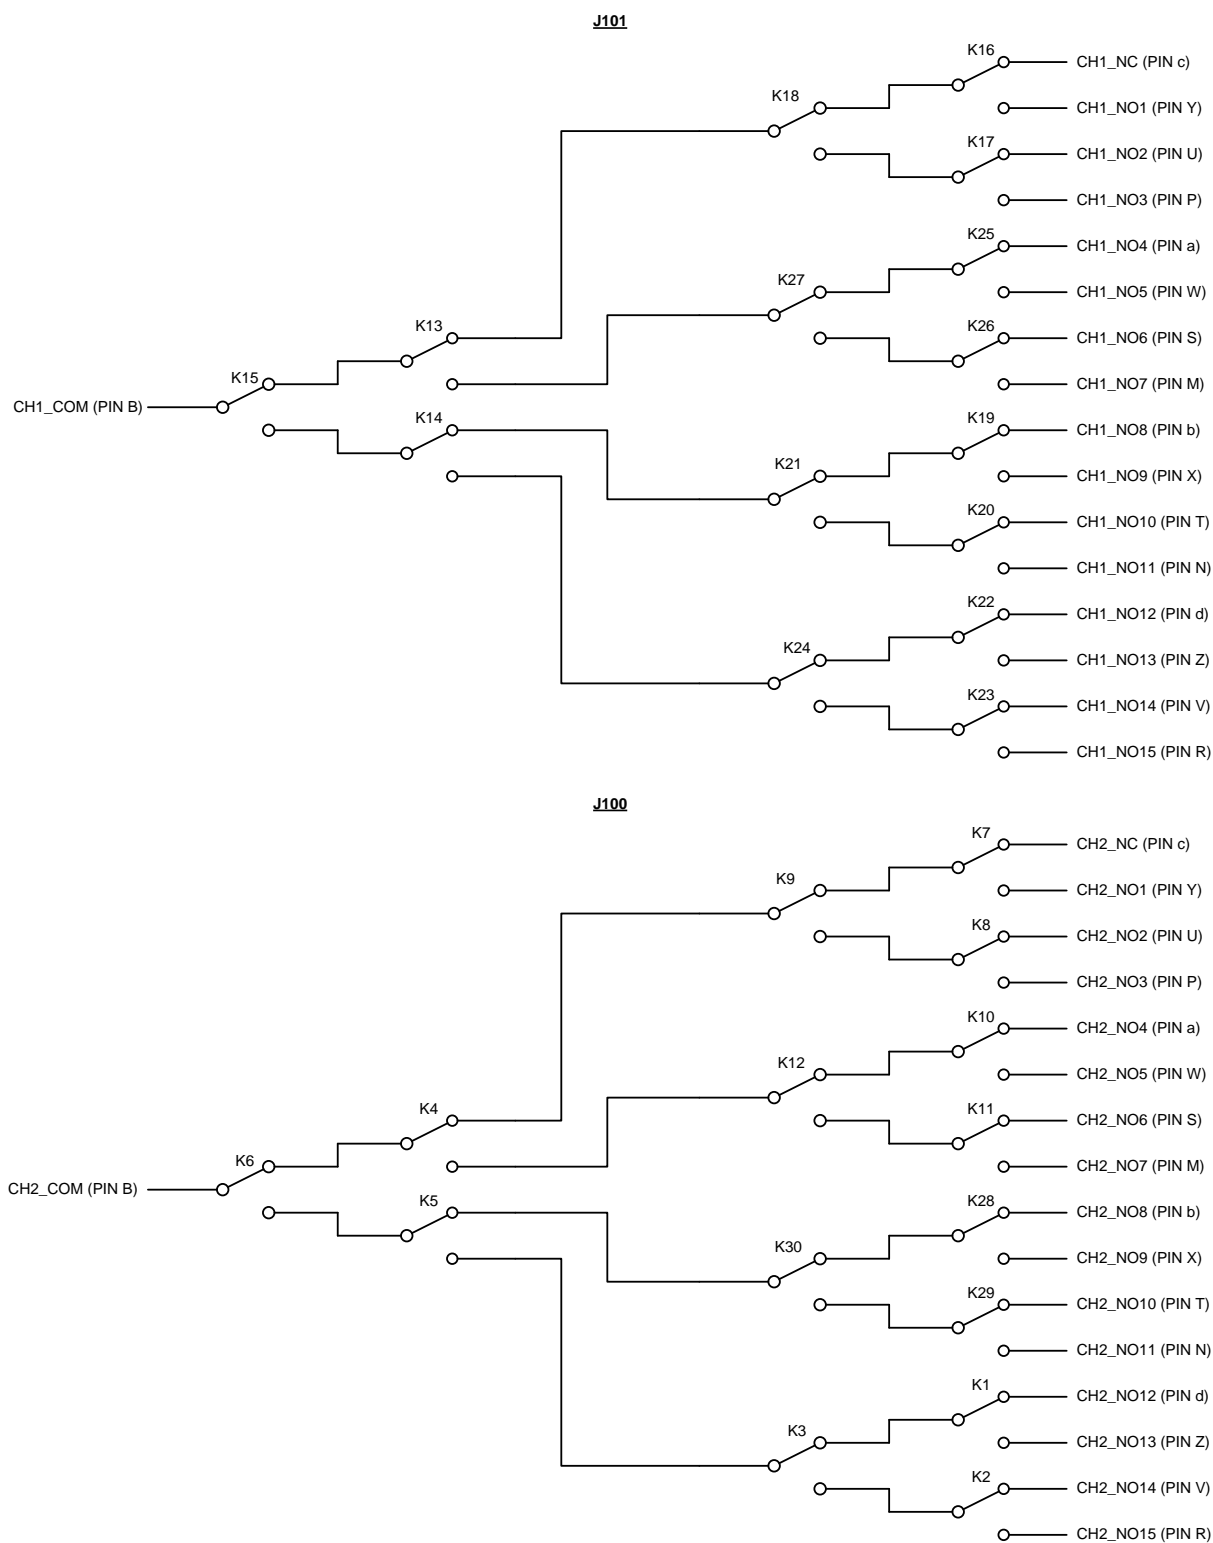 J101
K16
CH1_NC (PIN c)
K18
CH1_NO1 (PIN Y)
K17
CH1_NO2 (PIN U)
CH1_NO3 (PIN P)
K25
CH1_NO4 (PIN a)
K27
CH1_NO5 (PIN W)
K13
K26
CH1_NO6 (PIN S)
K15
CH1_NO7 (PIN M)
CH1_COM (PIN B)
K14
K19
CH1_NO8 (PIN b)
K21
CH1_NO9 (PIN X)
K20
CH1_NO10 (PIN T)
CH1_NO11 (PIN N)
K22
CH1_NO12 (PIN d)
K24
CH1_NO13 (PIN Z)
K23
CH1_NO14 (PIN V)
CH1_NO15 (PIN R)
J100
K7
CH2_NC (PIN c)
K9
CH2_NO1 (PIN Y)
K8
CH2_NO2 (PIN U)
CH2_NO3 (PIN P)
K10
CH2_NO4 (PIN a)
K12
CH2_NO5 (PIN W)
K4
K11
CH2_NO6 (PIN S)
K6
CH2_NO7 (PIN M)
CH2_COM (PIN B)
K5
K28
CH2_NO8 (PIN b)
K30
CH2_NO9 (PIN X)
K29
CH2_NO10 (PIN T)
CH2_NO11 (PIN N)
K1
CH2_NO12 (PIN d)
K3
CH2_NO13 (PIN Z)
K2
CH2_NO14 (PIN V)
CH2_NO15 (PIN R)